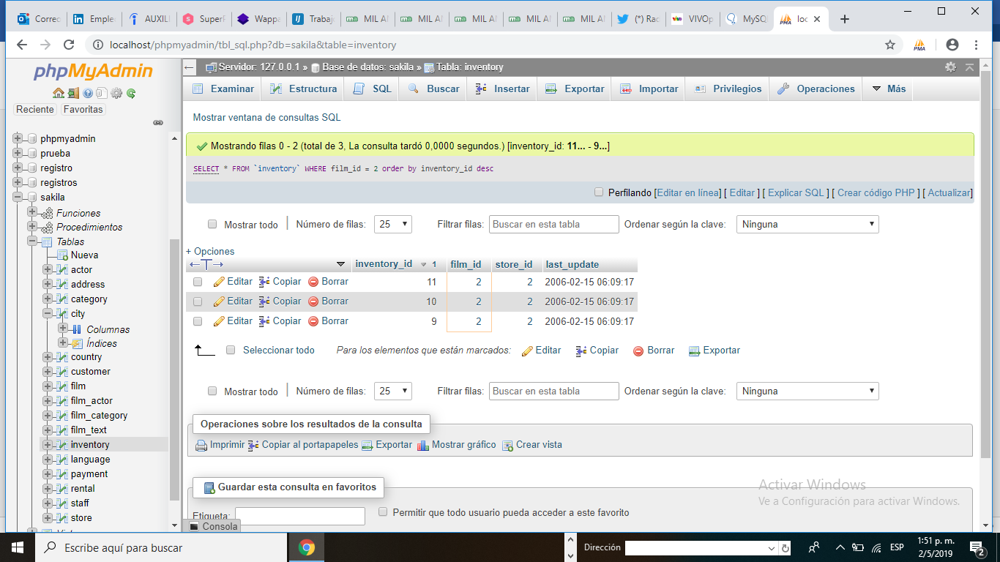 Correc
Emplea
AUXILI
SuperP
Wappa
Trabajo
MIL AN
MIL AN
MIL AN
MIL AN
MIL AN
(*) Rac
VIVOp
MySQL
loc
localhost/phpmyadmin/tbl_sql.php?db=sakila&table=inventory
PMA
phpMyAdmin
Reciente Favoritas
phpmyadmin
prueba
registro
registros
sakila
Funciones
Procedimientos
Tablas
Nueva
actor
address
category
city
Columnas
Índices
country
customer
film
film_actor
film_category
film_text
inventory
language
payment
rental
staff
store
Servidor: 127.0.0.1 » Base de datos: sakila » Tabla: inventory
Examinar Estructura SQL Buscar Insertar Exportar Importar Privilegios Operaciones Más
Mostrar ventana de consultas SQL
Mostrando filas 0 - 2 (total de 3, La consulta tardó 0,0000 segundos.) [inventory_id: 11... - 9...]
SELECT * FROM `inventory` WHERE film_id = 2 order by inventory_id desc
Perfilando [Editar en línea] [ Editar ] [ Explicar SQL ] [ Crear código PHP ] [ Actualizar]
Mostrar todo Número de filas: 25 Filtrar filas: Buscar en esta tabla Ordenar según la clave: Ninguna
+ Opciones
inventory_id 1 film_id store_id last_update
Editar Copiar Borrar 11 2 2 2006-02-15 06:09:17
Editar Copiar Borrar 10 2 2 2006-02-15 06:09:17
Editar Copiar Borrar 9 2 2 2006-02-15 06:09:17
Seleccionar todo Para los elementos que están marcados: Editar Copiar Borrar Exportar
Mostrar todo Número de filas: 25 Filtrar filas: Buscar en esta tabla Ordenar según la clave: Ninguna
Operaciones sobre los resultados de la consulta
Imprimir Copiar al portapapeles Exportar Mostrar gráfico Crear vista
Guardar esta consulta en favoritos
Etiqueta: Permitir que todo usuario pueda acceder a este favorito
Consola
Activar Windows
Ve a Configuración para activar Windows.
Escribe aquí para buscar
Dirección
ESP
1:51 p. m.
2/5/2019
2